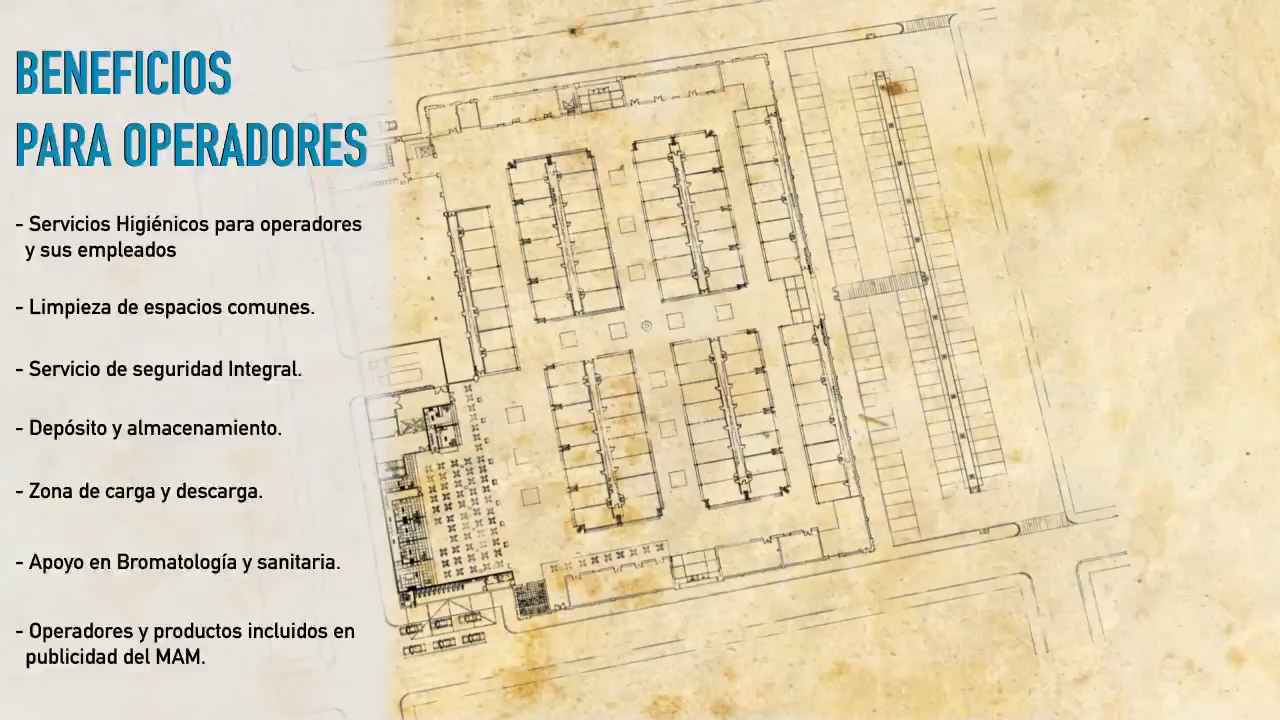 BENEFICIOS
PARA OPERADORES
- Servicios Higiénicos para operadores
y sus empleados
- Limpieza de espacios comunes.
- Servicio de seguridad Integral.
- Depósito y almacenamiento.
- Zona de carga y descarga.
- Apoyo en Bromatología y sanitaria.
- Operadores y productos incluidos en
publicidad del MAM.